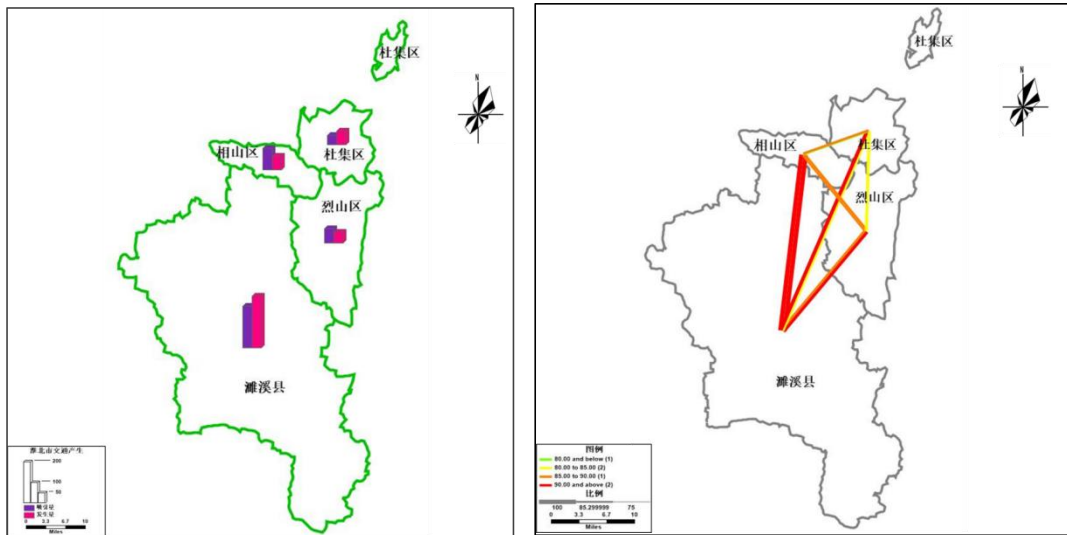 杜集区
N
相山区
杜集区
烈山区
濉溪县
淮北市交通产生
200
100
50
吸引量
发生量
0 3.3 6.7 10
Miles
杜集区
N
相山区
杜集区
烈山区
濉溪县
图例
80.00 and below (1)
80.00 to 85.00 (2)
85.00 to 90.00 (1)
90.00 and above (2)
比例
100 85.299999 75
0 3.3 6.7 10
Miles